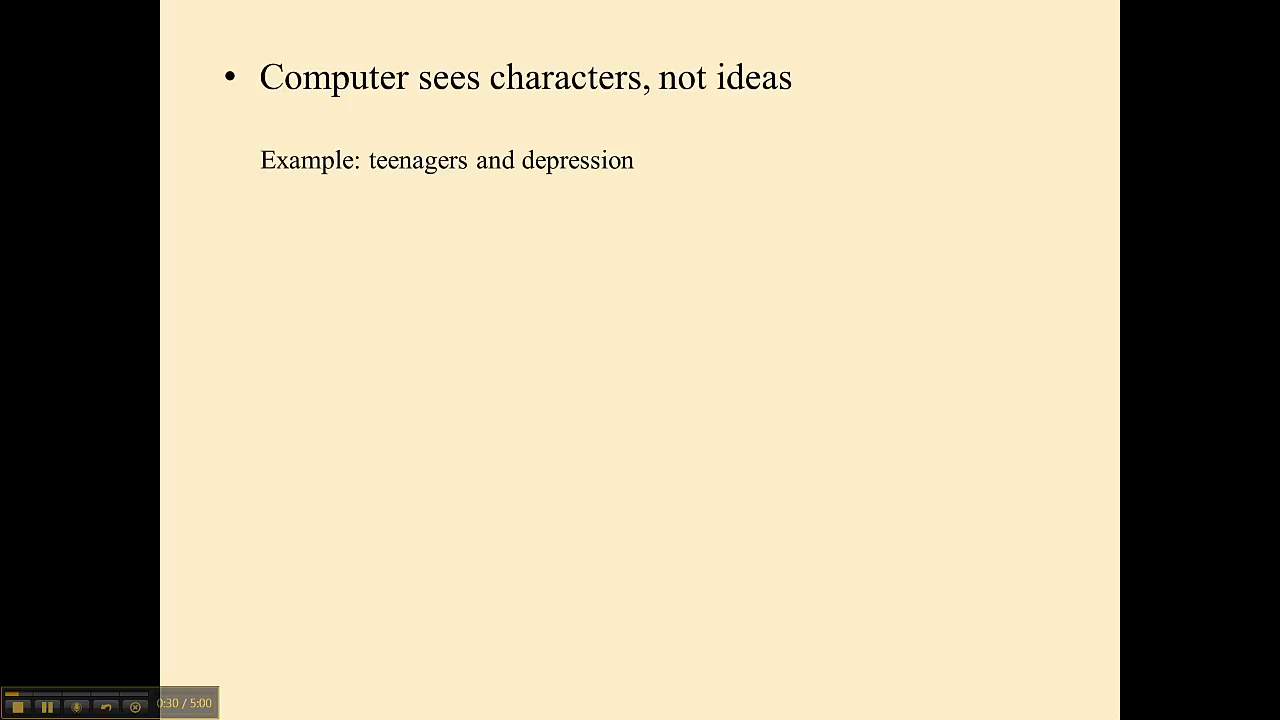 • Computer sees characters, not ideas
Example: teenagers and depression
0:30 / 5:00